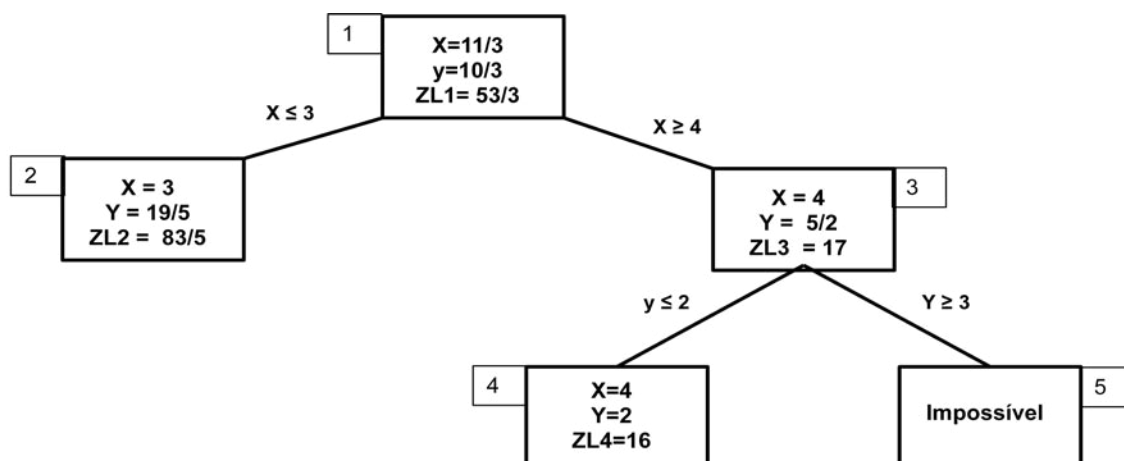 1
X=11/3
y=10/3
ZL1= 53/3
X ≤ 3
X ≥ 4
2
X = 3
Y = 19/5
ZL2 = 83/5
3
X = 4
Y = 5/2
ZL3 = 17
y ≤ 2
Y ≥ 3
4
X=4
Y=2
ZL4=16
5
Impossível